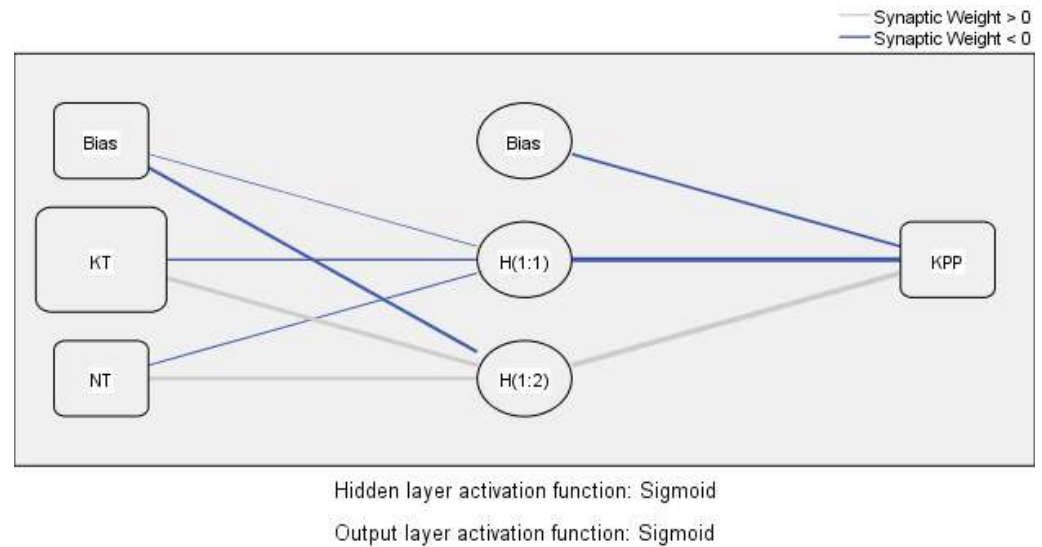 Synaptic Weight > 0
Synaptic Weight < 0
Bias
Bias
KT
H(1:1)
KPP
NT
H(1:2)
Hidden layer activation function: Sigmoid
Output layer activation function: Sigmoid